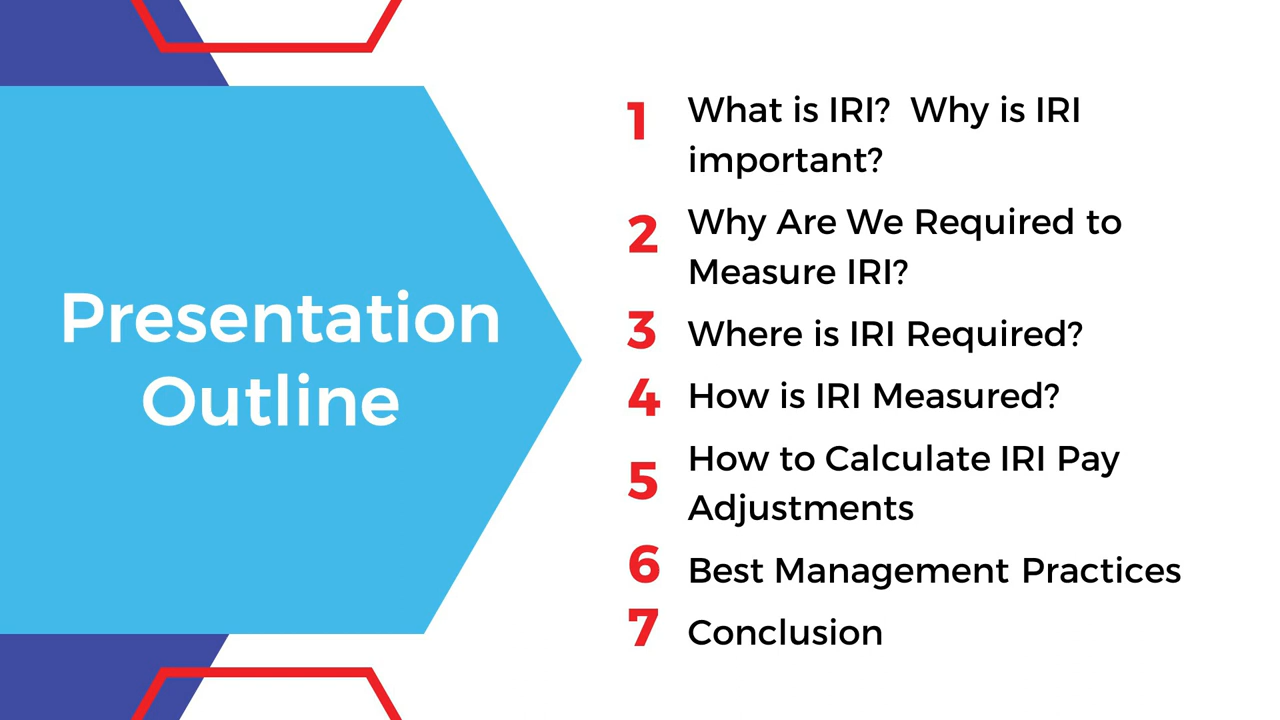 Presentation
Outline
1 What is IRI?  Why is IRI
important?
2 Why Are We Required to
Measure IRI?
3 Where is IRI Required?
4 How is IRI Measured?
5 How to Calculate IRI Pay
Adjustments
6 Best Management Practices
7 Conclusion